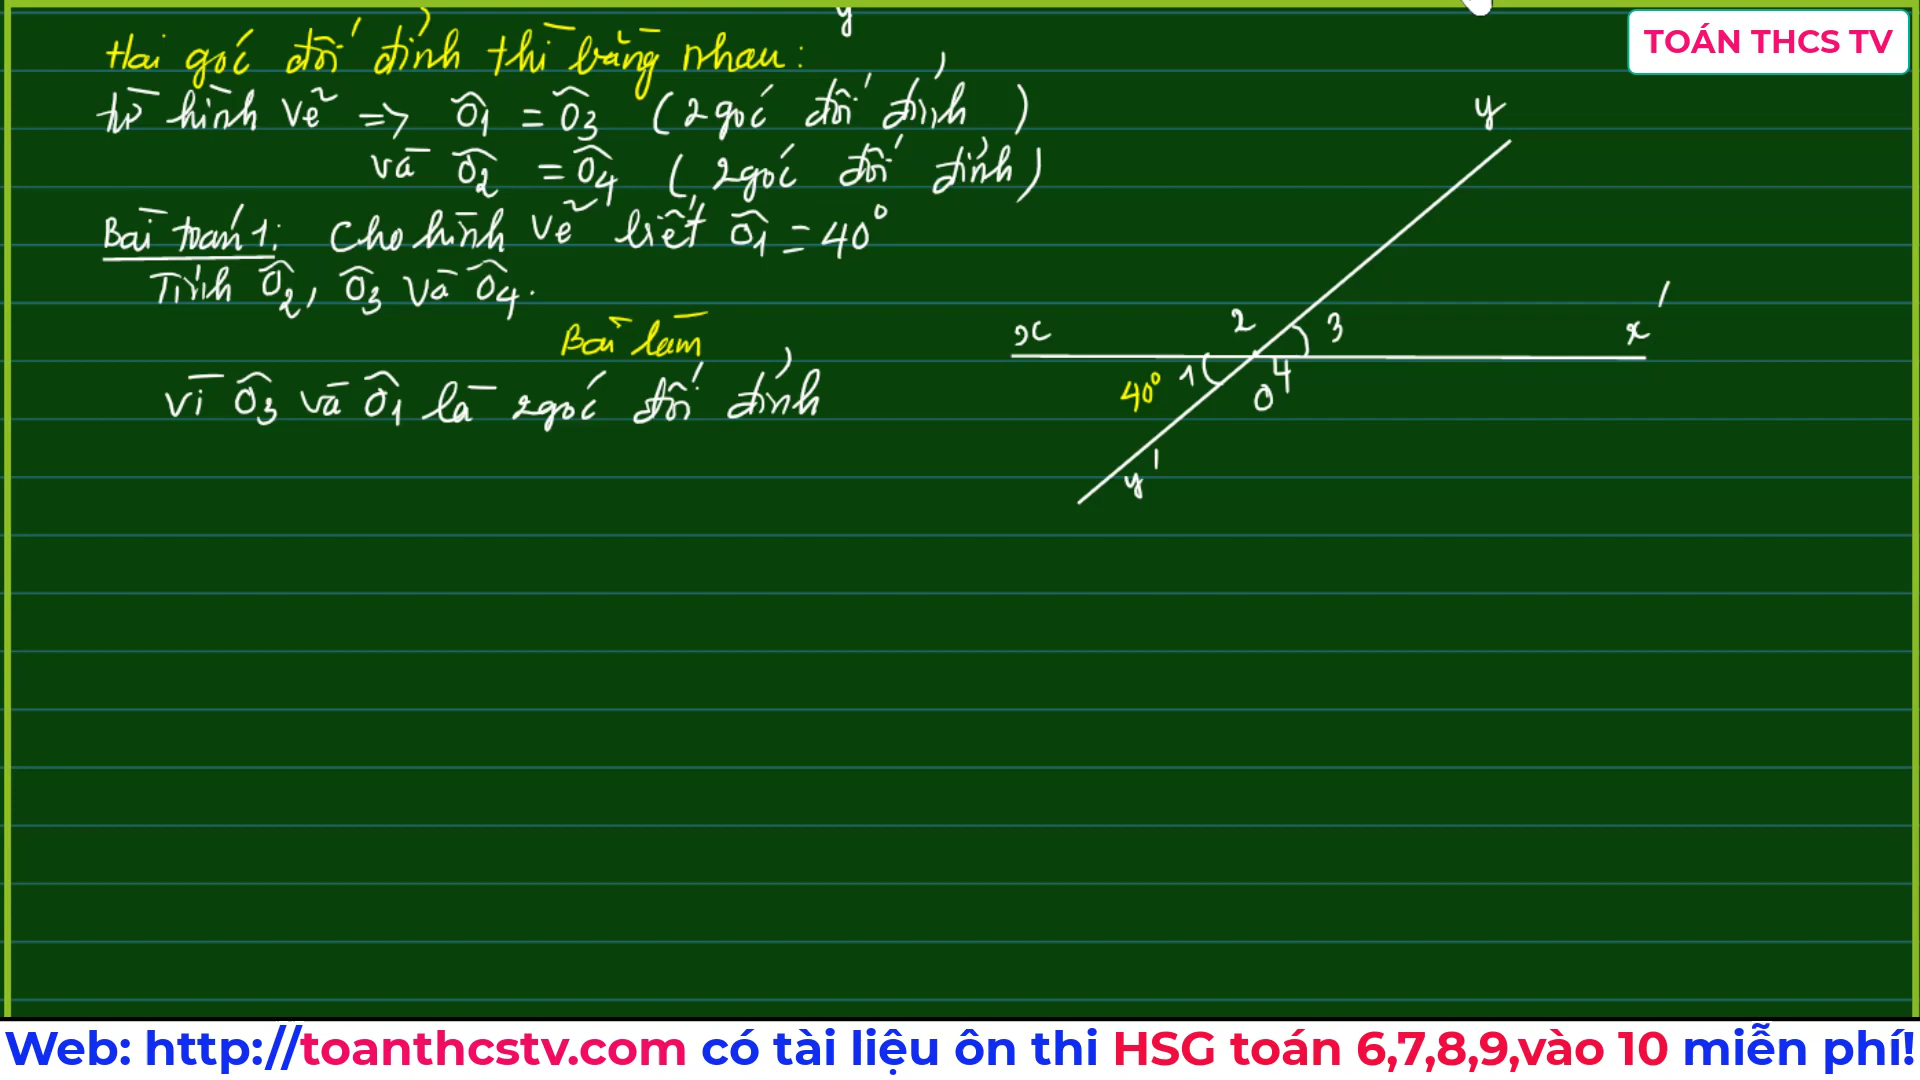 y
Hai góc đối đỉnh thì bằng nhau:
từ hình vẽ => Ô1 = Ô3 (2 góc đối đỉnh)
và Ô2 = Ô4 (2 góc đối đỉnh)
Bài toán 1: Cho hình vẽ biết Ô1 = 40°
Tính Ô2, Ô3 và Ô4.
Bài làm
Vì Ô3 và Ô1 là 2 góc đối đỉnh
TOÁN THCS TV
y
x 2 3 x'
40° 1 O 4
y'
Web: http://toanthcstv.com có tài liệu ôn thi HSG toán 6,7,8,9,vào 10 miễn phí!